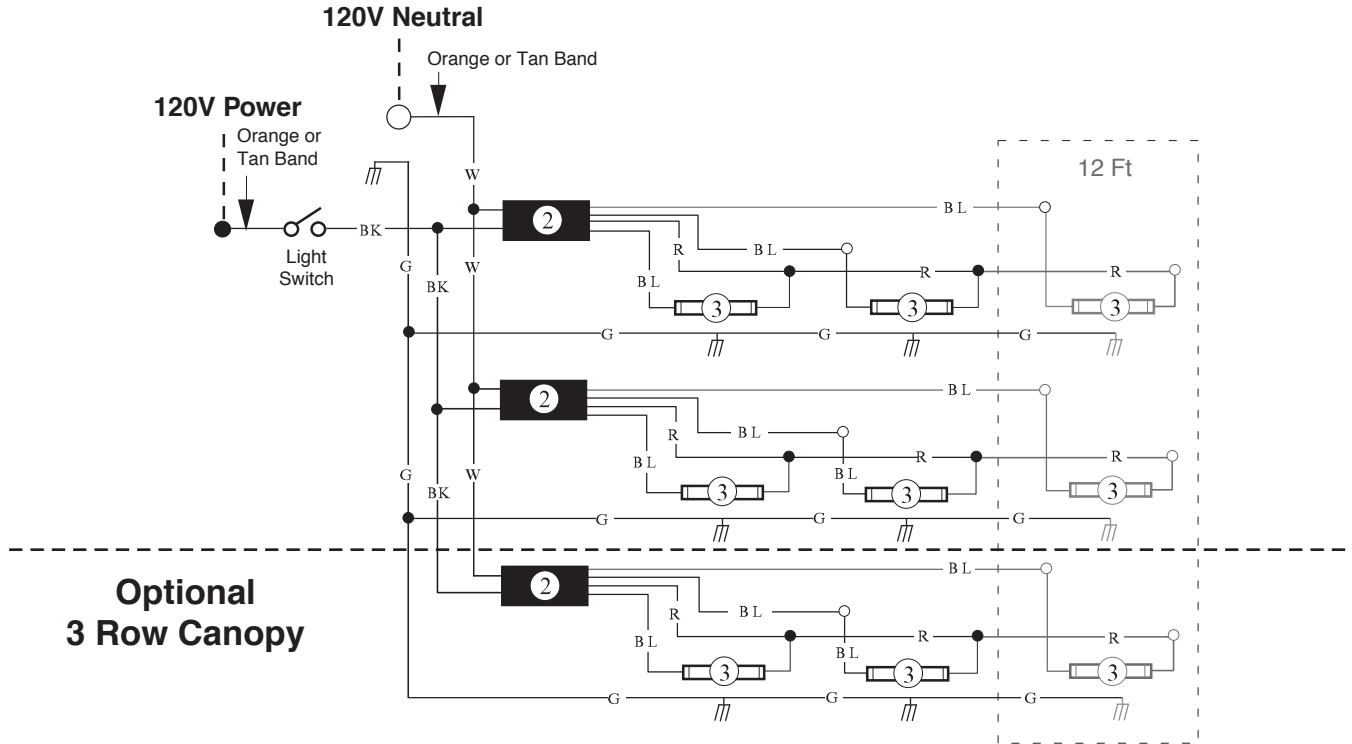 120V Neutral
Orange or Tan Band
120V Power
Orange or
Tan Band
12 Ft
W
2
BL
BK
Light
Switch
G
W
BK
R
BL
R
R
BL
3
3
3
G
G
G
2
BL
R
BL
R
R
BL
BL
G
BK
W
3
3
3
G
G
G
Optional
3 Row Canopy
2
BL
R
BL
R
R
BL
BL
3
3
3
G
G
G